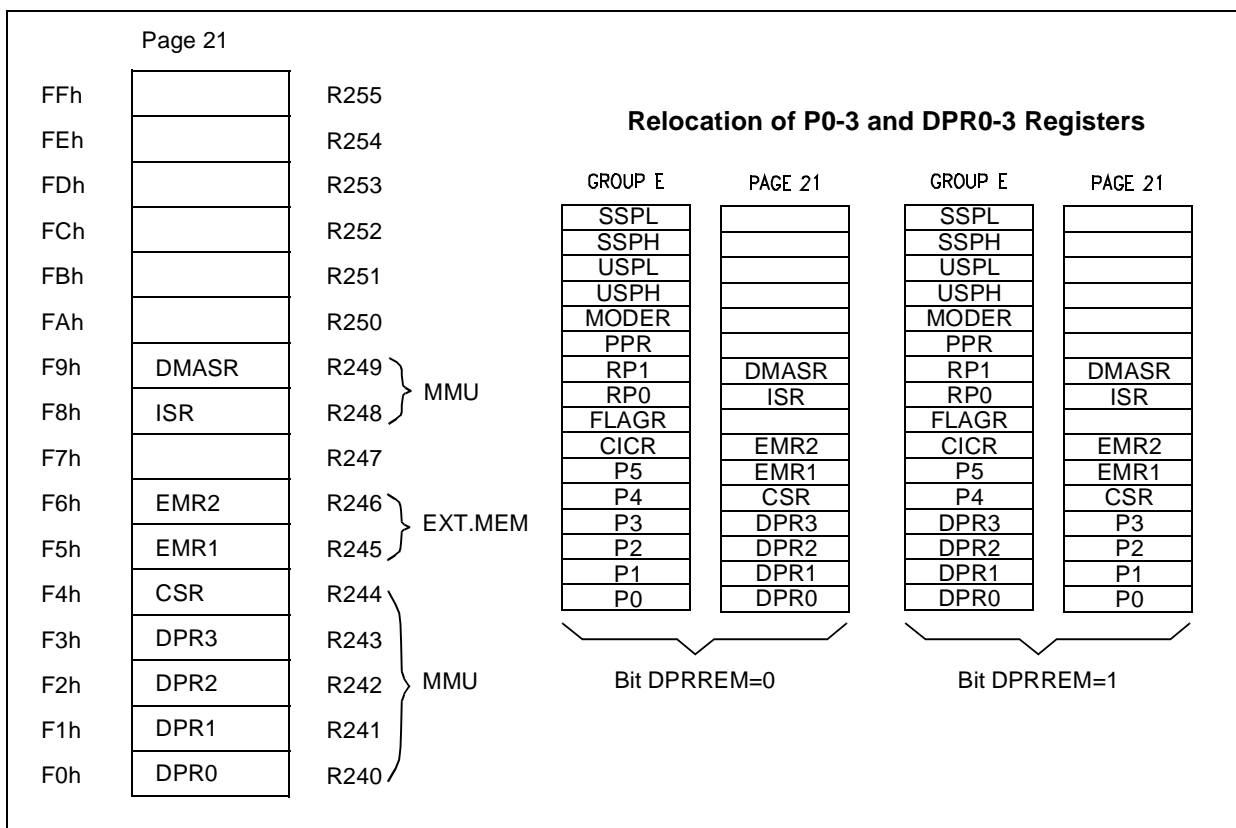 Page 21
FFh R255
FEh R254
FDh R253
FCh R252
FBh R251
FAh R250
F9h DMASR R249
F8h ISR R248
MMU
F7h R247
F6h EMR2 R246
F5h EMR1 R245
EXT.MEM
F4h CSR R244
F3h DPR3 R243
F2h DPR2 R242
F1h DPR1 R241
F0h DPR0 R240
MMU
Relocation of P0-3 and DPR0-3 Registers
GROUP E PAGE 21 GROUP E PAGE 21
SSPL SSPL
SSPH SSPH
USPL USPL
USPH USPH
MODER MODER
PPR PPR
RP1 DMASR RP1 DMASR
RP0 ISR RP0 ISR
FLAGR FLAGR
CICR EMR2 CICR EMR2
P5 EMR1 P5 EMR1
P4 CSR P4 CSR
P3 DPR3 DPR3 P3
P2 DPR2 DPR2 P2
P1 DPR1 DPR1 P1
P0 DPR0 DPR0 P0
Bit DPRREM=0 Bit DPRREM=1